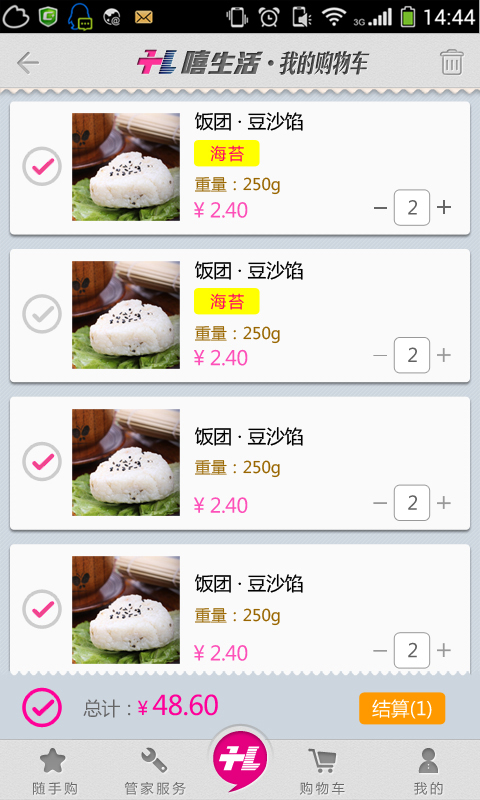 3G 14:44
嘻生活·我的购物车
饭团·豆沙馅
海苔
重量：250g
¥ 2.40
2
饭团·豆沙馅
海苔
重量：250g
¥ 2.40
2
饭团·豆沙馅
重量：250g
¥ 2.40
2
饭团·豆沙馅
重量：250g
¥ 2.40
2
总计：¥ 48.60
结算(1)
随手购 管家服务 购物车 我的